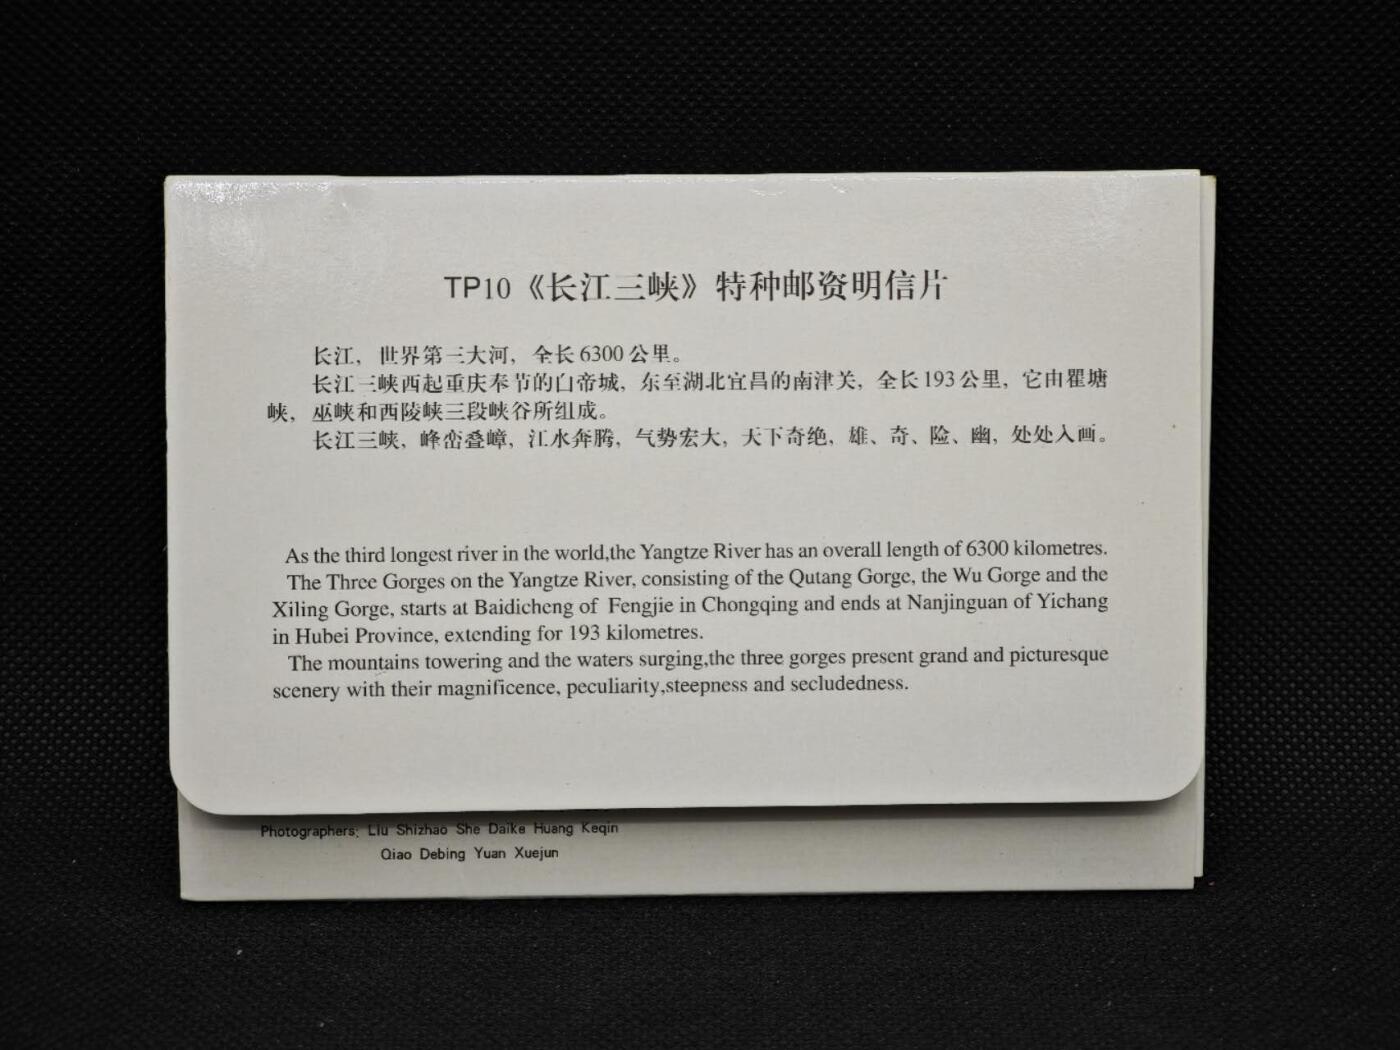 TP10《长江三峡》特种邮资明信片
长江，世界第三大河，全长6300公里。
长江三峡西起重庆奉节的白帝城，东至湖北宜昌的南津关，全长193公里，它由瞿塘
峡，巫峡和西陵峡三段峡谷所组成。
长江三峡，峰峦叠嶂，江水奔腾，气势宏大，天下奇绝，雄、奇、险、幽，处处入画。
As the third longest river in the world,the Yangtze River has an overall length of 6300 kilometres.
The Three Gorges on the Yangtze River, consisting of the Qutang Gorge, the Wu Gorge and the
Xiling Gorge, starts at Baidicheng of Fengjie in Chongqing and ends at Nanjinguan of Yichang
in Hubei Province, extending for 193 kilometres.
The mountains towering and the waters surging,the three gorges present grand and picturesque
scenery with their magnificence, peculiarity,steepness and secludedness.
Photographers: Liu Shizhao She Daike Huang Keqin
Qiao Debing Yuan Xuejun